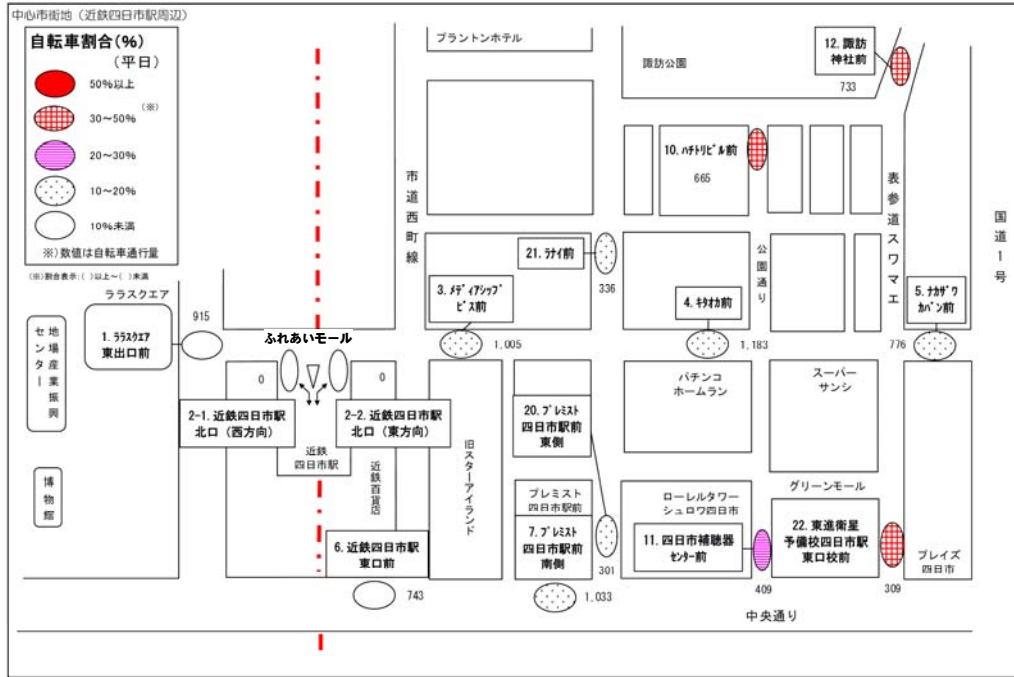 中心市街地（近鉄四日市駅周辺）
自転車割合(%)
(平日)
50%以上
30～50%
(※)
20～30%
10～20%
10%未満
※)数値は自転車通行量
(※)割合表示：( )以上～( )未満
ララスクエア
地場産業振興
センター
博物館
1. ララスクエア
東出口前
915
ふれあいモール
0
0
2-1. 近鉄四日市駅
北口（西方向）
2-2. 近鉄四日市駅
北口（東方向）
近鉄
四日市駅
近鉄百貨店
6. 近鉄四日市駅
東口前
743
市道西町線
プラントンホテル
諏訪公園
12. 諏訪
神社前
733
10. ハチトリビル前
665
21. ラナイ前
336
3. メディアシップ
ビス前
1,005
4. キタオカ前
1,183
公園通り
表参道スワマエ
国道1号
5. ナカザワ
カバン前
776
旧スターアイランド
20. プレミスト
四日市駅前
東側
パチンコ
ホームラン
スーパー
サンシ
グリーンモール
プレミスト
四日市駅前
7. プレミスト
四日市駅前
南側
301
1,033
ローレルタワー
シュロワ四日市
11. 四日市補聴器
センター前
409
22. 東進衛星
予備校四日市駅
東口校前
309
プレイズ
四日市
中央通り